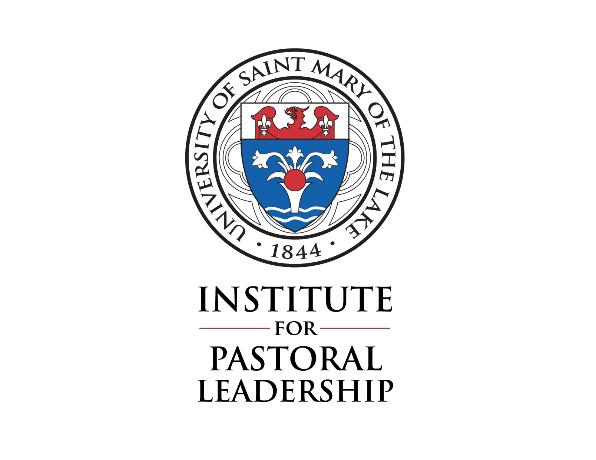 UNIVERSITY OF SAINT MARY OF THE LAKE
· 1844 ·
INSTITUTE
FOR
PASTORAL
LEADERSHIP